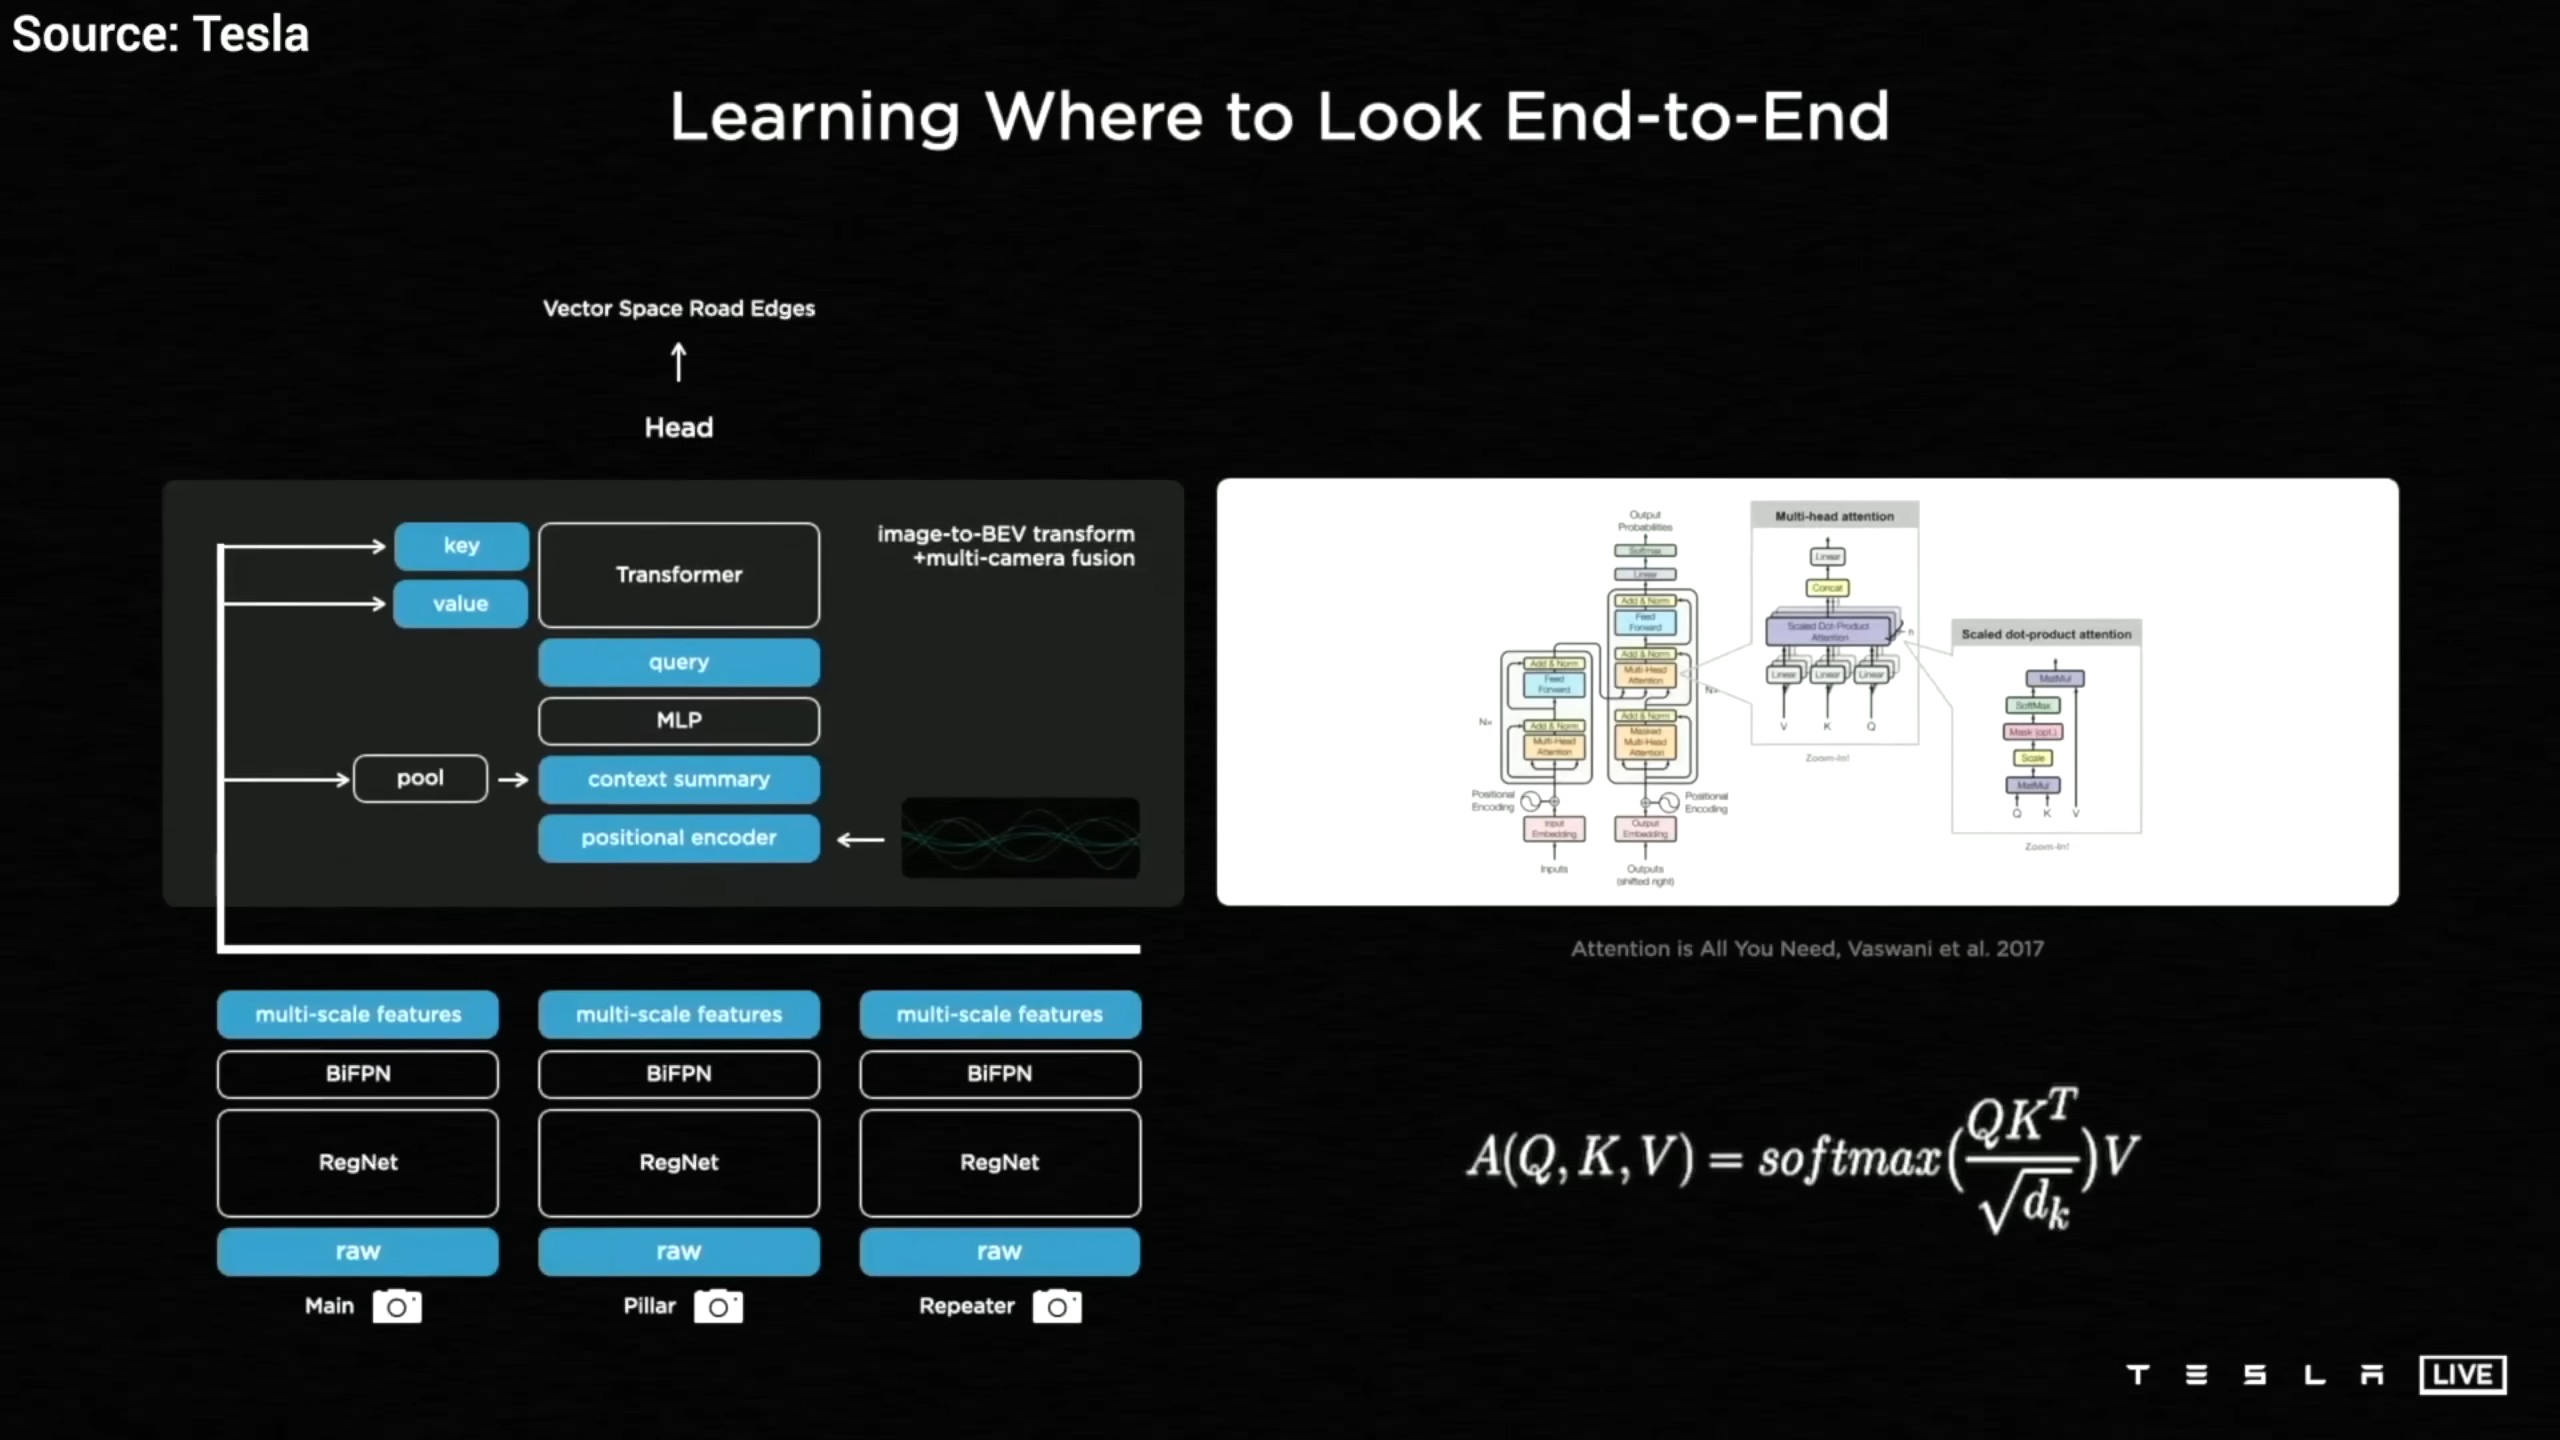 Source: Tesla
Learning Where to Look End-to-End
Vector Space Road Edges
Head
key
value
Transformer
image-to-BEV transform
+multi-camera fusion
query
MLP
pool
context summary
positional encoder
multi-scale features
multi-scale features
multi-scale features
BiFPN
BiFPN
BiFPN
RegNet
RegNet
RegNet
raw
raw
raw
Main
Pillar
Repeater
Output
Probabilities
Softmax
Linear
Add & Norm
Feed
Forward
Add & Norm
Multi-Head
Attention
Nx
Add & Norm
Masked
Multi-Head
Attention
Add & Norm
Feed
Forward
Nx
Add & Norm
Multi-Head
Attention
Positional
Encoding
Positional
Encoding
Input
Embedding
Output
Embedding
Inputs
Outputs
(shifted right)
Multi-head attention
Linear
Concat
Scaled Dot-Product
Attention
h
Linear
Linear
Linear
V
K
Q
Zoom-In!
Scaled dot-product attention
MatMul
SoftMax
Mask (opt.)
Scale
MatMul
Q
K
V
Zoom-In!
Attention is All You Need, Vaswani et al. 2017
A(Q, K, V) = softmax(QK^T/√d_k)V
TESLA LIVE